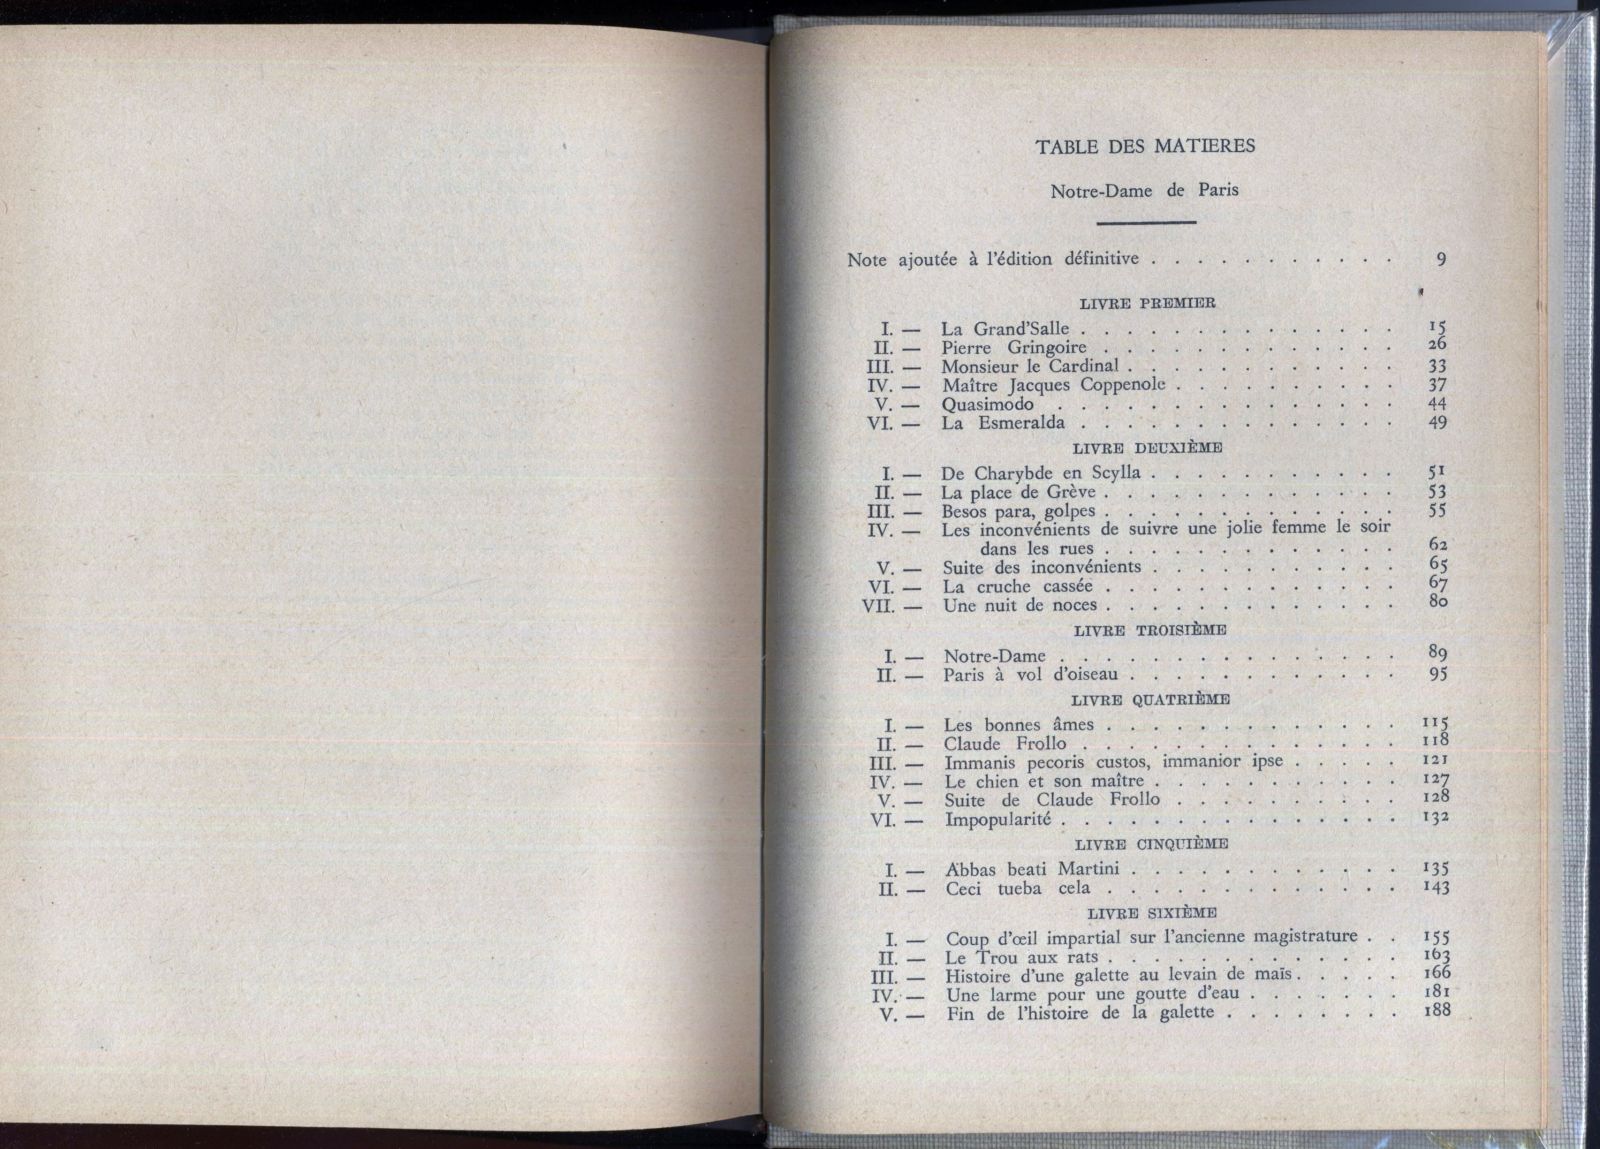 TABLE DES MATIERES
Notre-Dame de Paris
Note ajoutée à l'édition définitive . . . . . . . . . . . 9
LIVRE PREMIER
I. — La Grand'Salle . . . . . . . . . . . . . . 15
II. — Pierre Gringoire . . . . . . . . . . . . . 26
III. — Monsieur le Cardinal . . . . . . . . . . . . 33
IV. — Maître Jacques Coppenole . . . . . . . . . . 37
V. — Quasimodo . . . . . . . . . . . . . . . 44
VI. — La Esmeralda . . . . . . . . . . . . . . 49
LIVRE DEUXIÈME
I. — De Charybde en Scylla . . . . . . . . . . . 51
II. — La place de Grève . . . . . . . . . . . . . 53
III. — Besos para, golpes . . . . . . . . . . . . . 55
IV. — Les inconvénients de suivre une jolie femme le soir
dans les rues . . . . . . . . . . . . . 62
V. — Suite des inconvénients . . . . . . . . . . . 65
VI. — La cruche cassée . . . . . . . . . . . . . 67
VII. — Une nuit de noces . . . . . . . . . . . . . 80
LIVRE TROISIÈME
I. — Notre-Dame . . . . . . . . . . . . . . . 89
II. — Paris à vol d'oiseau . . . . . . . . . . . . 95
LIVRE QUATRIÈME
I. — Les bonnes âmes . . . . . . . . . . . . . 115
II. — Claude Frollo . . . . . . . . . . . . . . 118
III. — Immanis pecoris custos, immanior ipse . . . . . 121
IV. — Le chien et son maître . . . . . . . . . . . 127
V. — Suite de Claude Frollo . . . . . . . . . . 128
VI. — Impopularité . . . . . . . . . . . . . . . 132
LIVRE CINQUIÈME
I. — Abbas beati Martini . . . . . . . . . . . . 135
II. — Ceci tueba cela . . . . . . . . . . . . . 143
LIVRE SIXIÈME
I. — Coup d'œil impartial sur l'ancienne magistrature . . 155
II. — Le Trou aux rats . . . . . . . . . . . . . 163
III. — Histoire d'une galette au levain de maïs . . . . . 166
IV. — Une larme pour une goutte d'eau . . . . . . . 181
V. — Fin de l'histoire de la galette . . . . . . . . 188